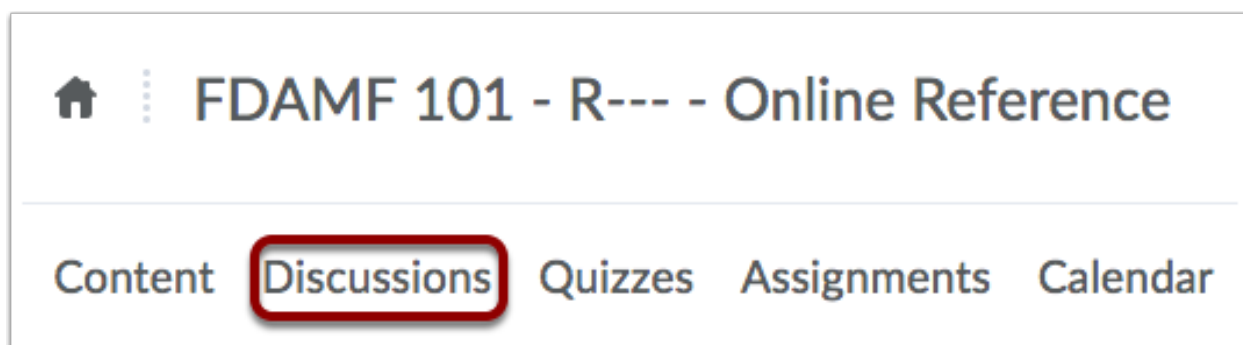 FDAMF 101 - R--- - Online Reference
Content Discussions Quizzes Assignments Calendar